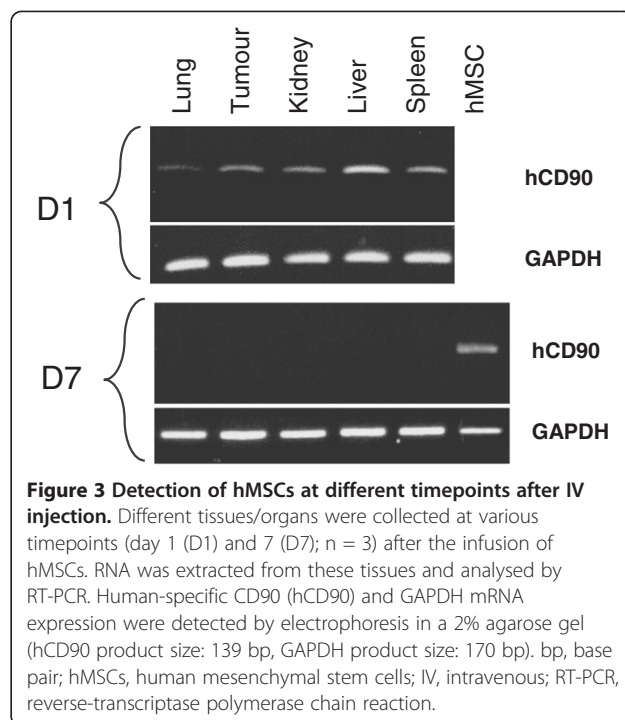 Lung Tumour Kidney Liver Spleen hMSC
D1
hCD90
GAPDH
D7
hCD90
GAPDH
Figure 3 Detection of hMSCs at different timepoints after IV
injection. Different tissues/organs were collected at various
timepoints (day 1 (D1) and 7 (D7); n = 3) after the infusion of
hMSCs. RNA was extracted from these tissues and analysed by
RT-PCR. Human-specific CD90 (hCD90) and GAPDH mRNA
expression were detected by electrophoresis in a 2% agarose gel
(hCD90 product size: 139 bp, GAPDH product size: 170 bp). bp, base
pair; hMSCs, human mesenchymal stem cells; IV, intravenous; RT-PCR,
reverse-transcriptase polymerase chain reaction.